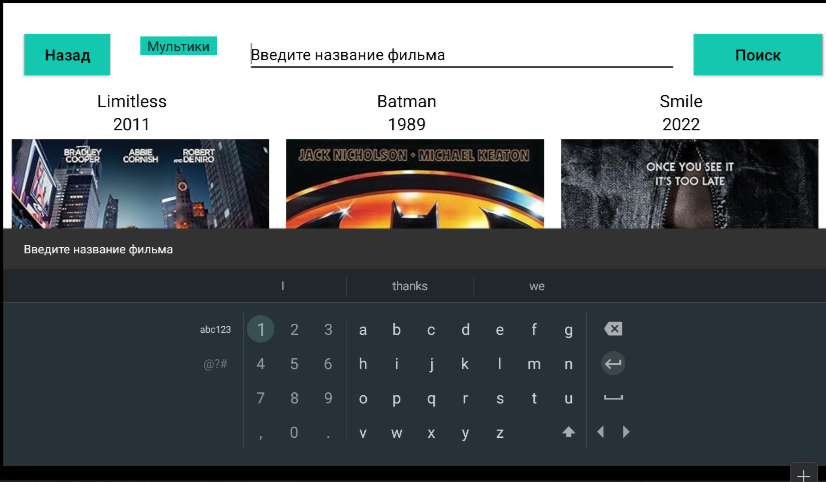 Назад
Мультики
Введите название фильма
Поиск
Limitless
2011
Batman
1989
Smile
2022
BRADLEY COOPER
ABBIE CORNISH
ROBERT DE NIRO
JACK NICHOLSON • MICHAEL KEATON
ONCE YOU SEE IT
IT'S TOO LATE
Введите название фильма
I thanks we
abc123 1 2 3 a b c d e f g
@?# 4 5 6 h i j k l m n
7 8 9 o p q r s t u
, 0 . v w x y z